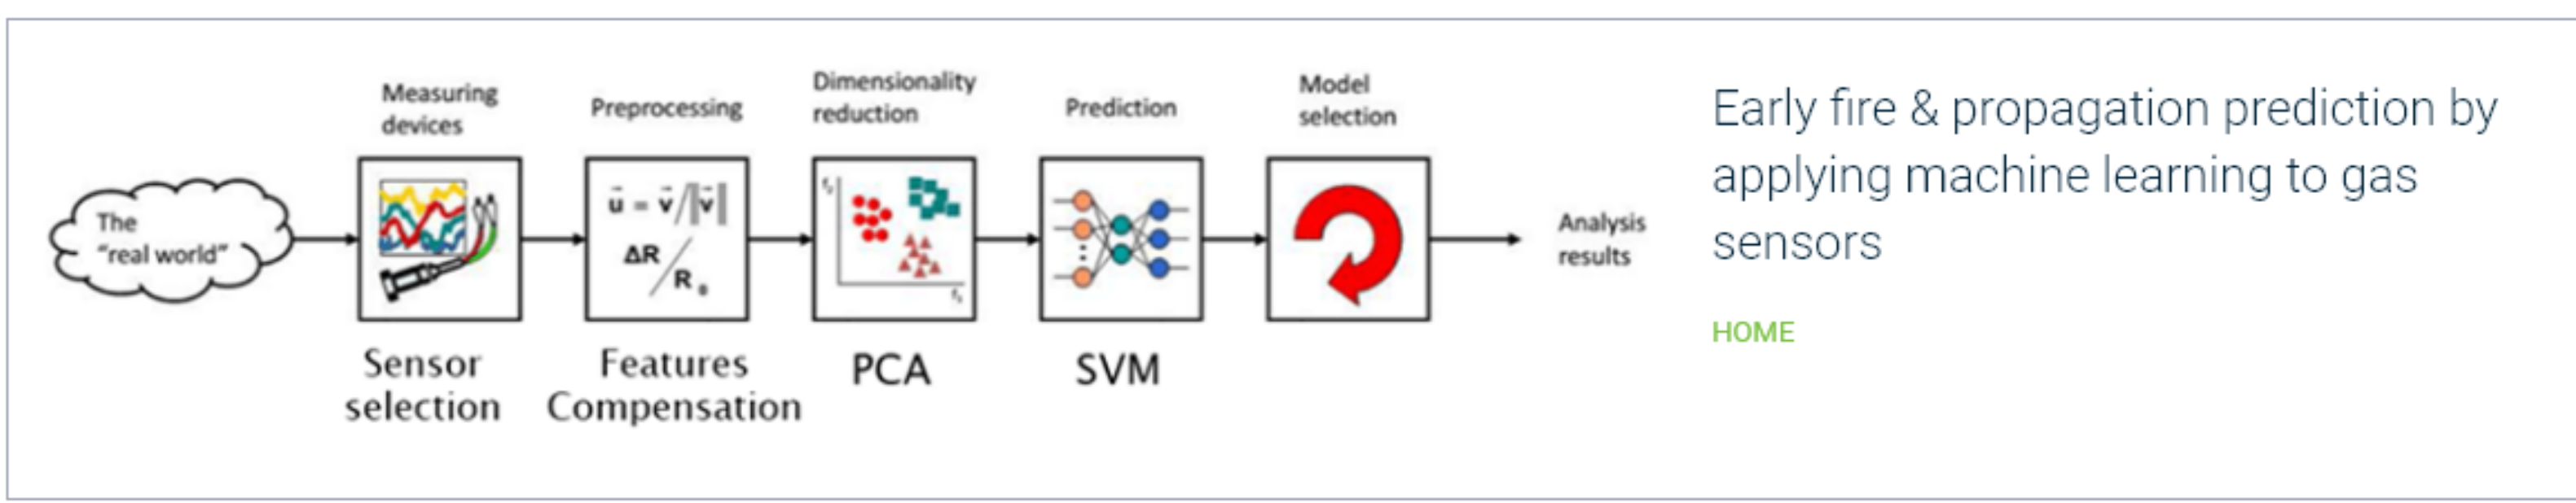 The
"real world"
Measuring
devices
Sensor
selection
Preprocessing
u = v/||v||
ΔR
/
R 0
Features
Compensation
Dimensionality
reduction
PCA
Prediction
SVM
Model
selection
Analysis
results
Early fire & propagation prediction by
applying machine learning to gas
sensors
HOME